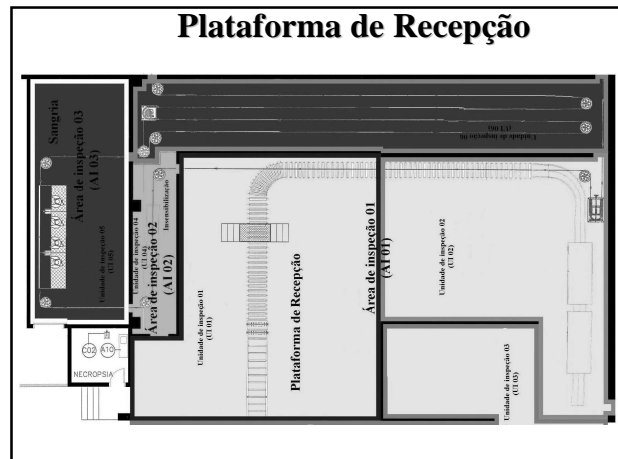 Plataforma de Recepção
Sangria
Área de inspeção 03
(AI 03)
Unidade de inspeção 05
(UI 05)
Unidade de inspeção 06
(UI 06)
Insensibilização
Unidade de inspeção 04
(UI 04)
Área de inspeção 02
(AI 02)
Unidade de inspeção 01
(UI 01)
Plataforma de Recepção
Área de inspeção 01
(AI 01)
Unidade de inspeção 02
(UI 02)
Unidade de inspeção 03
(UI 03)
C02
A10
NECROPSIA